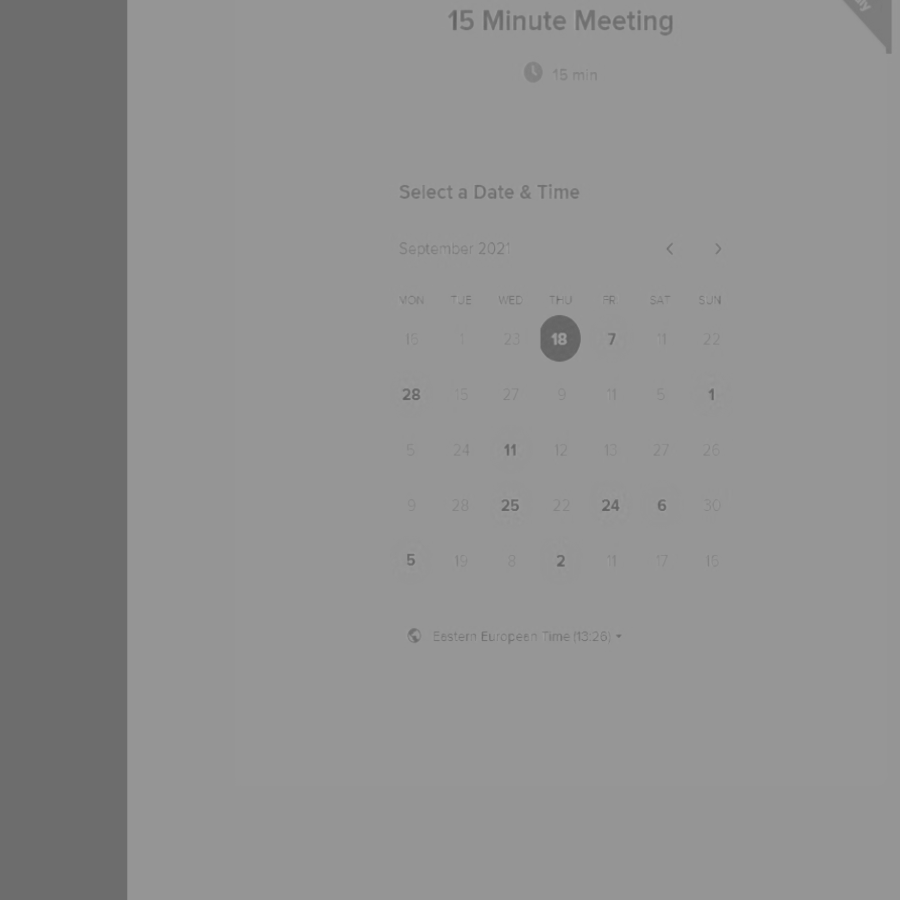 15 Minute Meeting
15 min
Select a Date & Time
September 2021
MON TUE WED THU FRI SAT SUN
15 1 23 18 7 11 22
28 15 27 9 11 5 1
5 24 11 12 13 27 26
9 28 25 22 24 6 30
5 19 8 2 11 17 15
Eastern European Time (13:26)